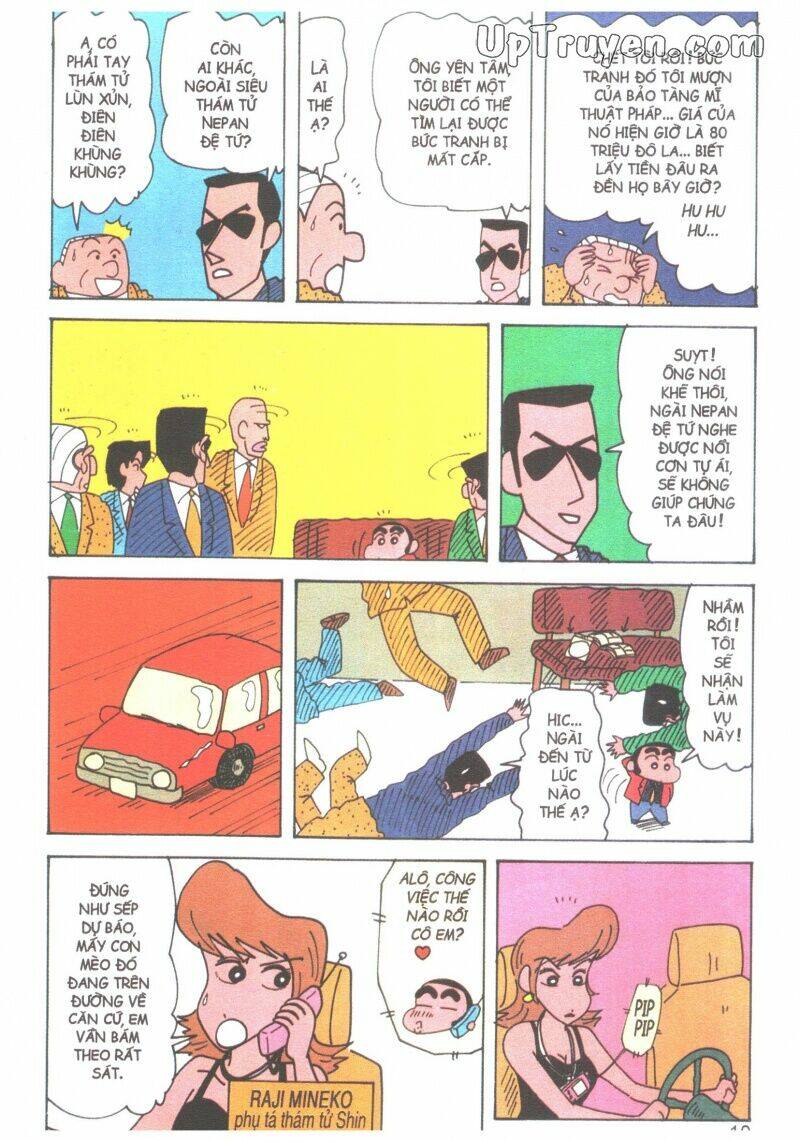 UpTruyen.com
CHẾT TÔI RỒI! BỨC
TRANH ĐÓ TÔI MƯỢN
CỦA BẢO TÀNG MĨ
THUẬT PHÁP... GIÁ CỦA
NÓ HIỆN GIỜ LÀ 80
TRIỆU ĐÔ LA... BIẾT
LẤY TIỀN ĐÂU RA
ĐỀN HỌ BÂY GIỜ?
HU HU
HU...
ÔNG YÊN TÂM,
TÔI BIẾT MỘT
NGƯỜI CÓ THỂ
TÌM LẠI ĐƯỢC
BỨC TRANH BỊ
MẤT CẮP.
LÀ
AI
THẾ
Ạ?
CÒN
AI KHÁC,
NGOÀI SIÊU
THÁM TỬ
NEPAN
ĐỆ TỨ?
A, CÓ
PHẢI TAY
THÁM TỬ
LÙN XỦN,
ĐIÊN
ĐIÊN
KHÙNG
KHÙNG?
SUỴT!
ÔNG NÓI
KHẼ THÔI,
NGÀI NEPAN
ĐỆ TỨ NGHE
ĐƯỢC NỔI
CƠN TỰ ÁI,
SẼ KHÔNG
GIÚP CHÚNG
TA ĐÂU!
NHẦM
RỒI!
TÔI
SẼ
NHẬN
LÀM
VỤ
NÀY!
HIC...
NGÀI
ĐẾN TỪ
LÚC
NÀO
THẾ Ạ?
PIP
PIP
ALÔ, CÔNG
VIỆC THẾ
NÀO RỒI
CÔ EM?
ĐÚNG
NHƯ SẾP
DỰ BÁO,
MẤY CON
MÈO ĐÓ
ĐANG TRÊN
ĐƯỜNG VỀ
CĂN CỨ, EM
VẪN BÁM
THEO RẤT
SÁT.
RAJI MINEKO
phụ tá thám tử Shin